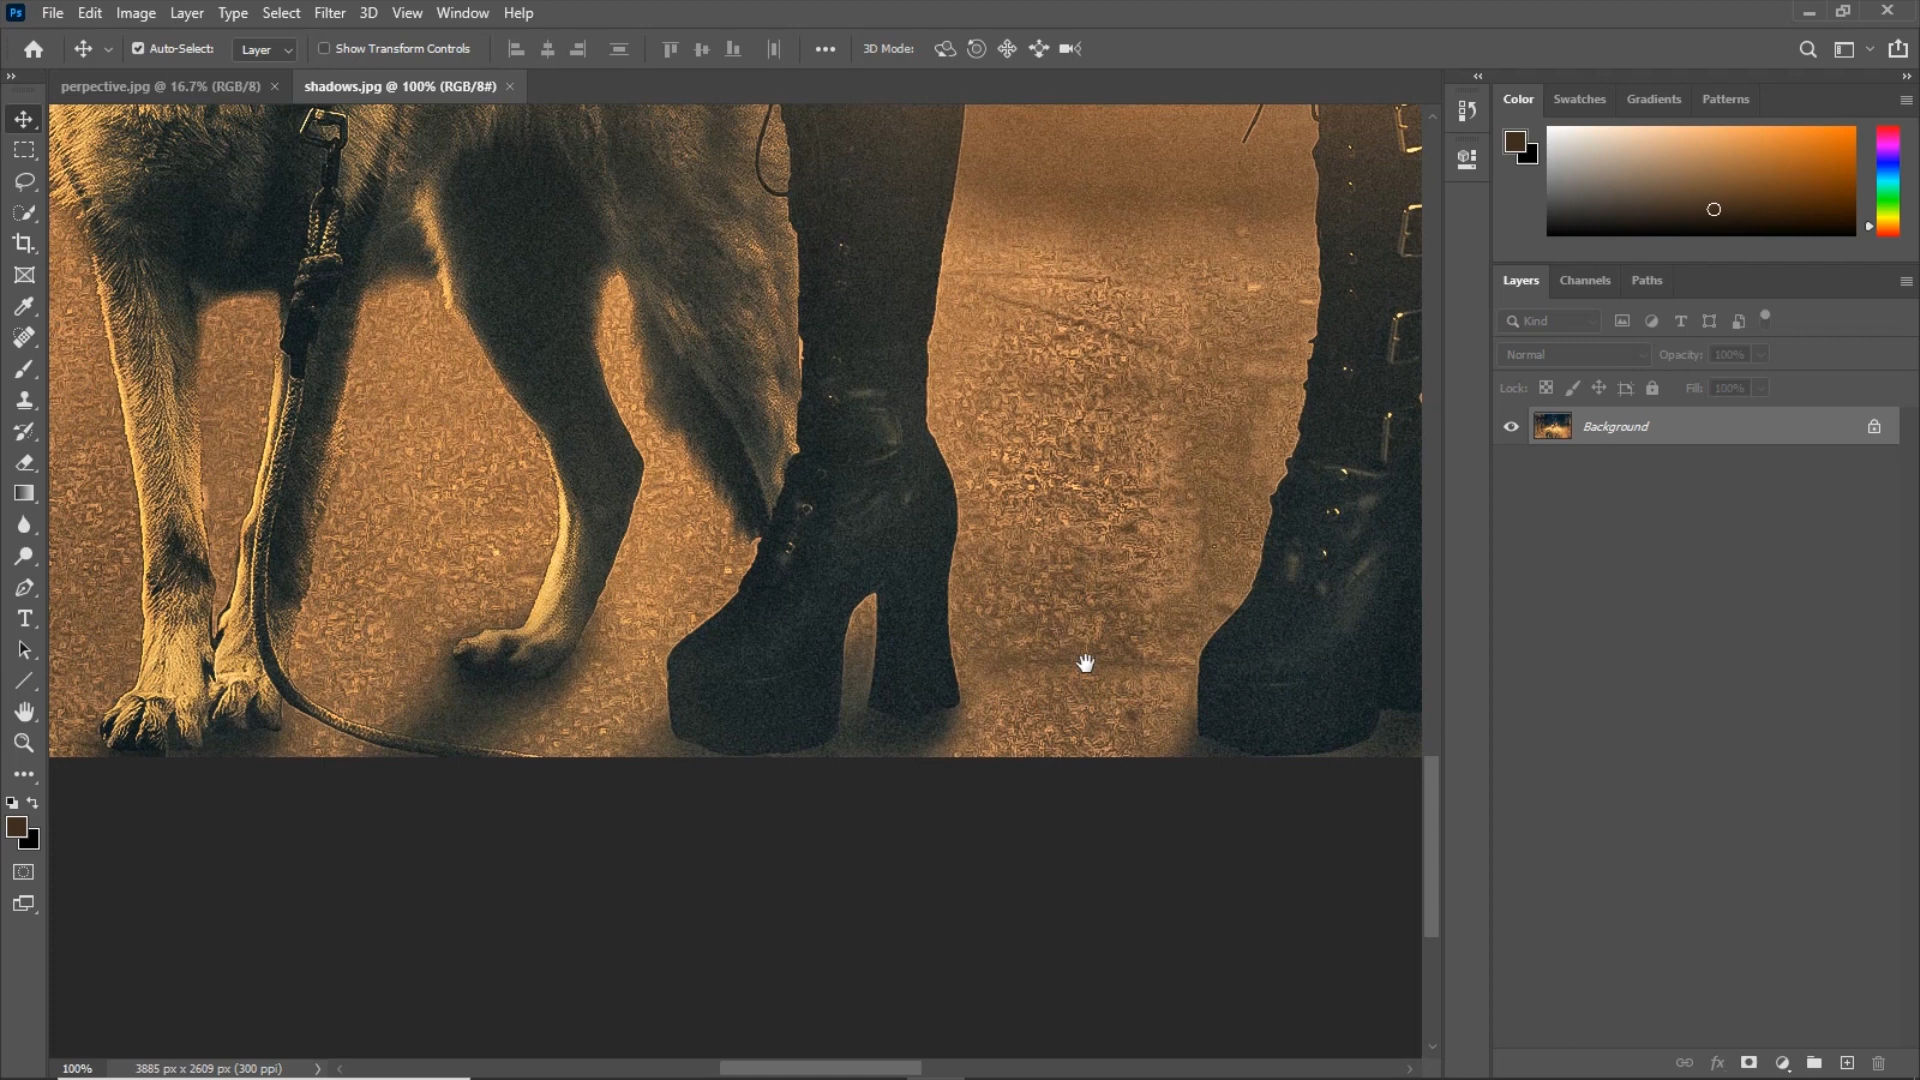 Ps File Edit Image Layer Type Select Filter 3D View Window Help
Auto-Select: Layer Show Transform Controls 3D Mode:
perpective.jpg @ 16.7% (RGB/8) shadows.jpg @ 100% (RGB/8#)
Color Swatches Gradients Patterns
Layers Channels Paths
Kind
Normal Opacity: 100%
Lock: Fill: 100%
Background
100% 3885 px x 2609 px (300 ppi)
fx